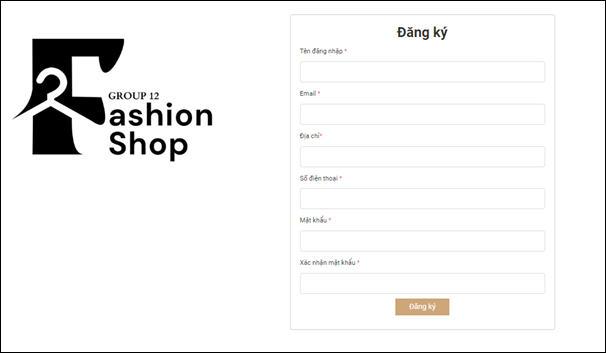 GROUP 12
Fashion
Shop
Đăng ký
Tên đăng nhập *
Email *
Địa chỉ*
Số điện thoại *
Mật khẩu *
Xác nhận mật khẩu *
Đăng ký